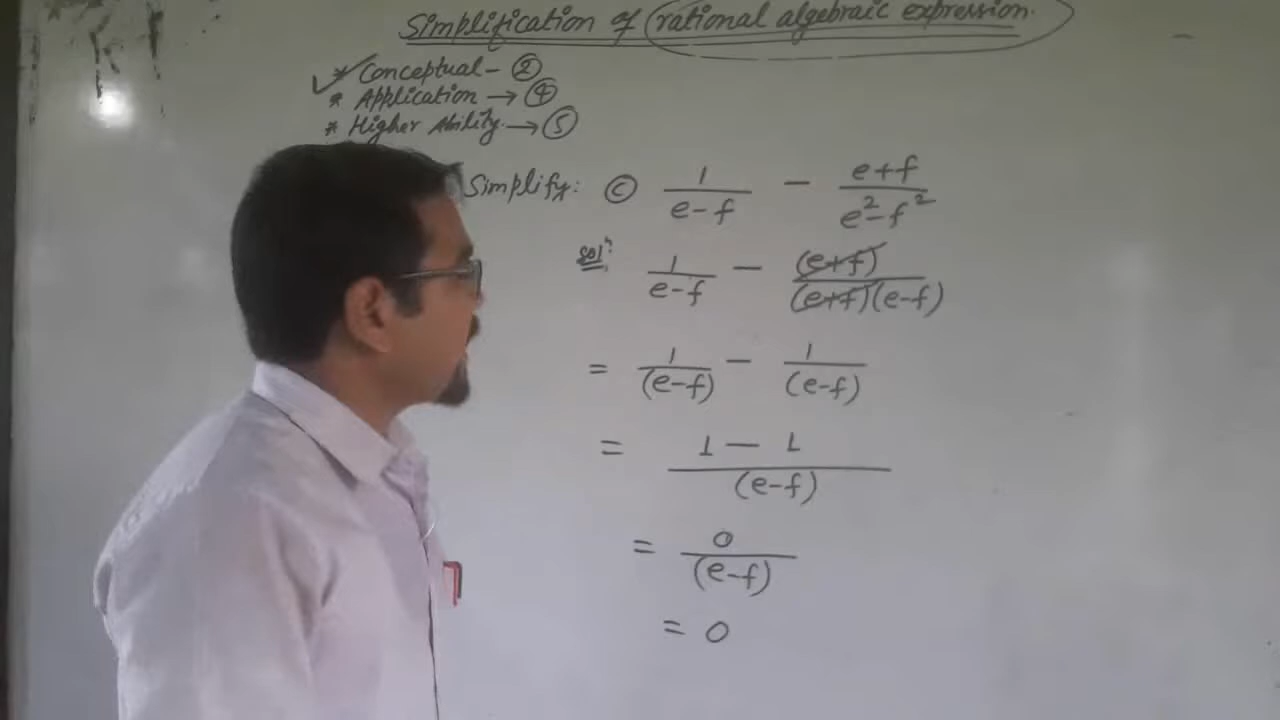 Simplification of rational algebraic expression.
* Conceptual - ②
* Application → ④
* Higher Ability. → ⑤
Simplify: ⓒ 1/(e-f) - (e+f)/(e²-f²)
Solⁿ: 1/(e-f) - (e+f)/((e+f)(e-f))
= 1/(e-f) - 1/(e-f)
= (1 - 1)/(e-f)
= 0/(e-f)
= 0